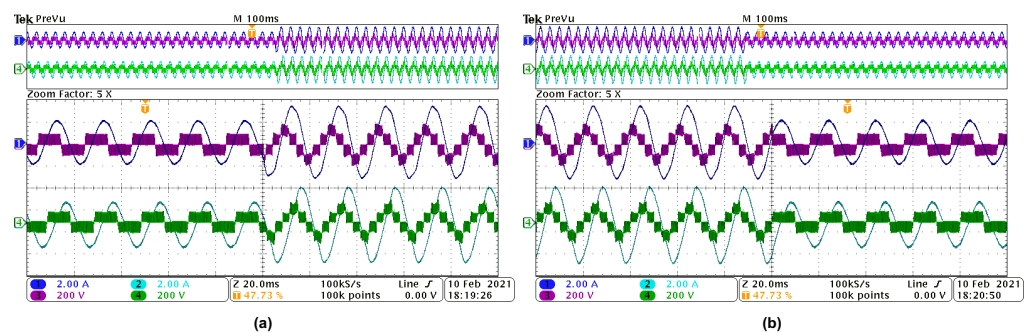 Tek PreVu M 100ms
T
1
4
Zoom Factor: 5 X
T
1
4
1 2.00 A 2 2.00 A
3 200 V 4 200 V
Z 20.0ms 100kS/s Line
T 47.73 % 100k points 0.00 V
10 Feb 2021
18:19:26
(a)
Tek PreVu M 100ms
T
1
4
Zoom Factor: 5 X
T
1
4
1 2.00 A 2 2.00 A
3 200 V 4 200 V
Z 20.0ms 100kS/s Line
T 47.73 % 100k points 0.00 V
10 Feb 2021
18:20:50
(b)